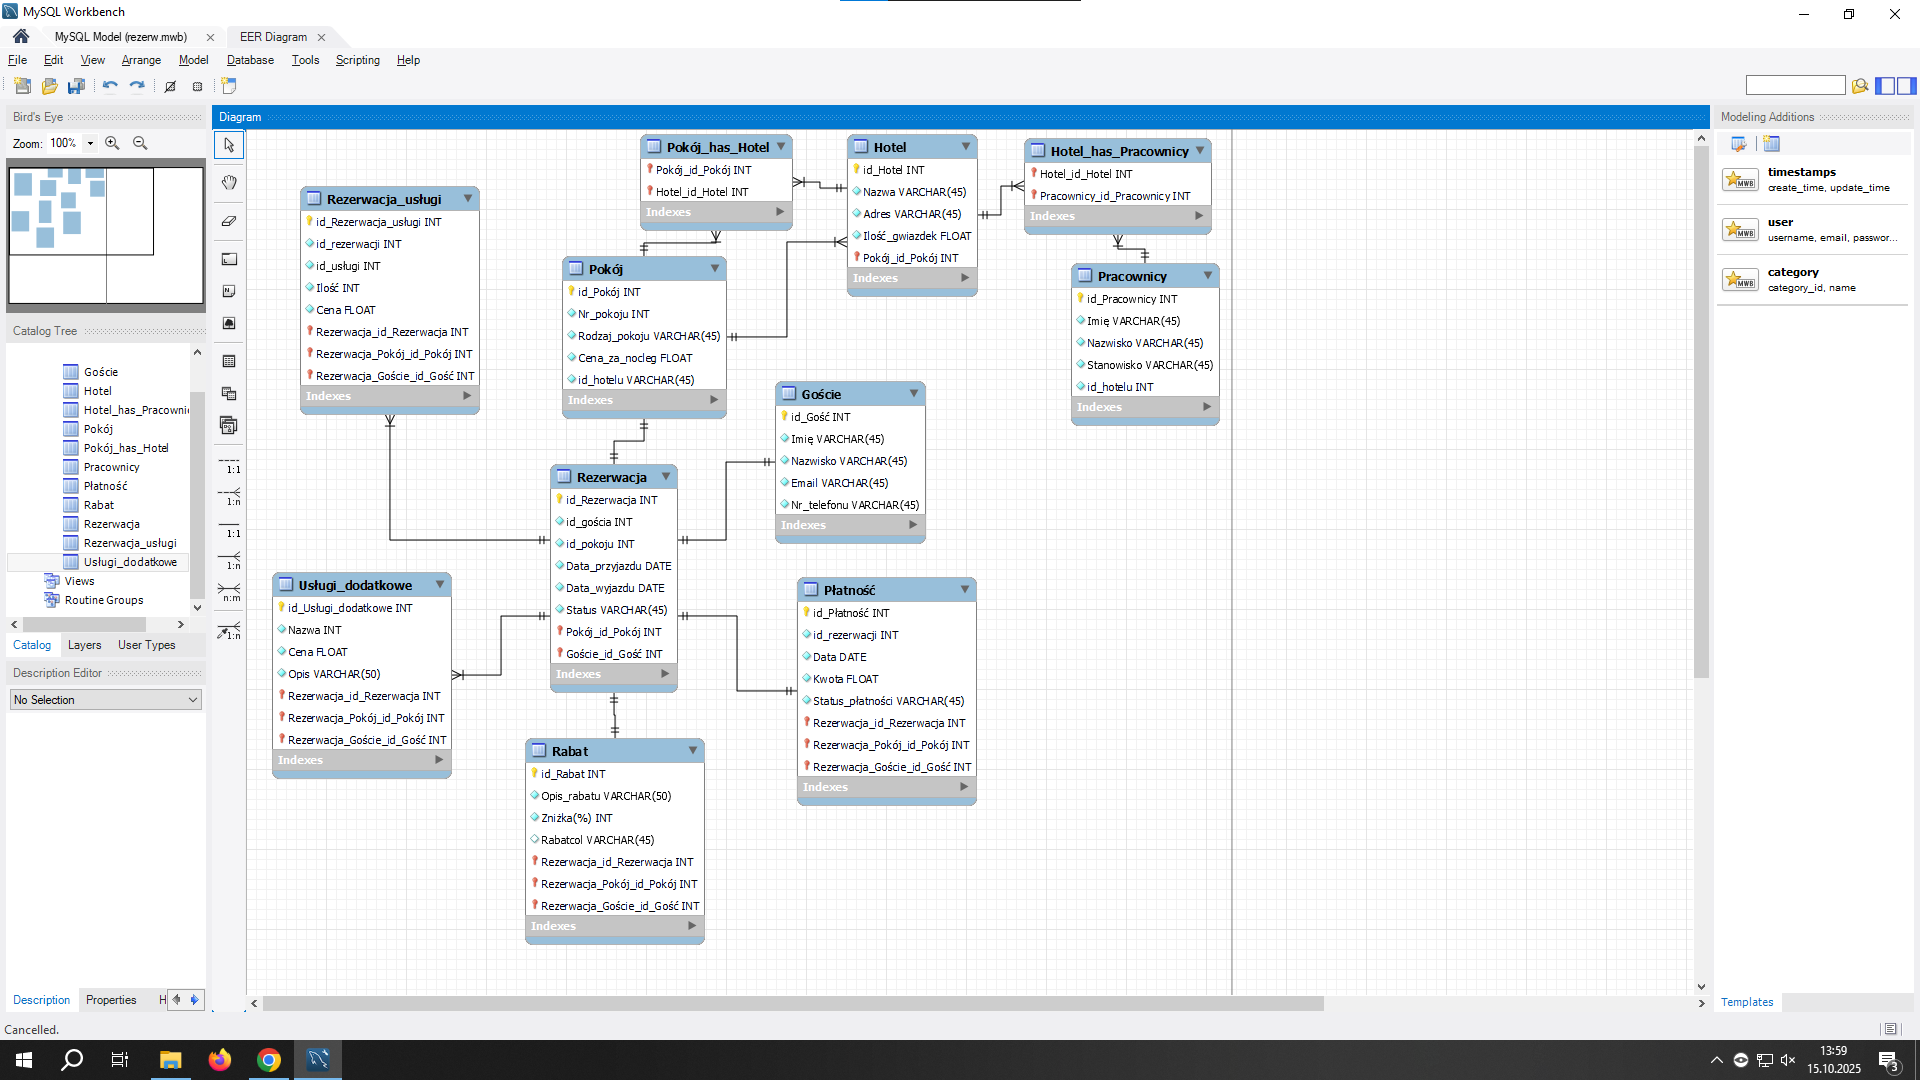 MySQL Workbench
MySQL Model (rezerw.mwb)
EER Diagram
File Edit View Arrange Model Database Tools Scripting Help
Bird's Eye
Zoom: 100%
Catalog Tree
Goście
Hotel
Hotel_has_Pracowni
Pokój
Pokój_has_Hotel
Pracownicy
Płatność
Rabat
Rezerwacja
Rezerwacja_usługi
Usługi_dodatkowe
Views
Routine Groups
Catalog Layers User Types
Description Editor
No Selection
Description Properties H
Cancelled.
Diagram
1:1
1:n
1:1
1:n
n:m
1:n
Rezerwacja_usługi
id_Rezerwacja_usługi INT
id_rezerwacji INT
id_usługi INT
Ilość INT
Cena FLOAT
Rezerwacja_id_Rezerwacja INT
Rezerwacja_Pokój_id_Pokój INT
Rezerwacja_Goście_id_Gość INT
Indexes
Pokój_has_Hotel
Pokój_id_Pokój INT
Hotel_id_Hotel INT
Indexes
Hotel
id_Hotel INT
Nazwa VARCHAR(45)
Adres VARCHAR(45)
Ilość_gwiazdek FLOAT
Pokój_id_Pokój INT
Indexes
Hotel_has_Pracownicy
Hotel_id_Hotel INT
Pracownicy_id_Pracownicy INT
Indexes
Pokój
id_Pokój INT
Nr_pokoju INT
Rodzaj_pokoju VARCHAR(45)
Cena_za_nocleg FLOAT
id_hotelu VARCHAR(45)
Indexes
Pracownicy
id_Pracownicy INT
Imię VARCHAR(45)
Nazwisko VARCHAR(45)
Stanowisko VARCHAR(45)
id_hotelu INT
Indexes
Goście
id_Gość INT
Imię VARCHAR(45)
Nazwisko VARCHAR(45)
Email VARCHAR(45)
Nr_telefonu VARCHAR(45)
Indexes
Rezerwacja
id_Rezerwacja INT
id_gościa INT
id_pokoju INT
Data_przyjazdu DATE
Data_wyjazdu DATE
Status VARCHAR(45)
Pokój_id_Pokój INT
Goście_id_Gość INT
Indexes
Usługi_dodatkowe
id_Usługi_dodatkowe INT
Nazwa INT
Cena FLOAT
Opis VARCHAR(50)
Rezerwacja_id_Rezerwacja INT
Rezerwacja_Pokój_id_Pokój INT
Rezerwacja_Goście_id_Gość INT
Indexes
Płatność
id_Płatność INT
id_rezerwacji INT
Data DATE
Kwota FLOAT
Status_płatności VARCHAR(45)
Rezerwacja_id_Rezerwacja INT
Rezerwacja_Pokój_id_Pokój INT
Rezerwacja_Goście_id_Gość INT
Indexes
Rabat
id_Rabat INT
Opis_rabatu VARCHAR(50)
Zniżka(%) INT
Rabatcol VARCHAR(45)
Rezerwacja_id_Rezerwacja INT
Rezerwacja_Pokój_id_Pokój INT
Rezerwacja_Goście_id_Gość INT
Indexes
Modeling Additions
MWB
timestamps
create_time, update_time
MWB
user
username, email, passwor...
MWB
category
category_id, name
Templates
13:59
15.10.2025
3